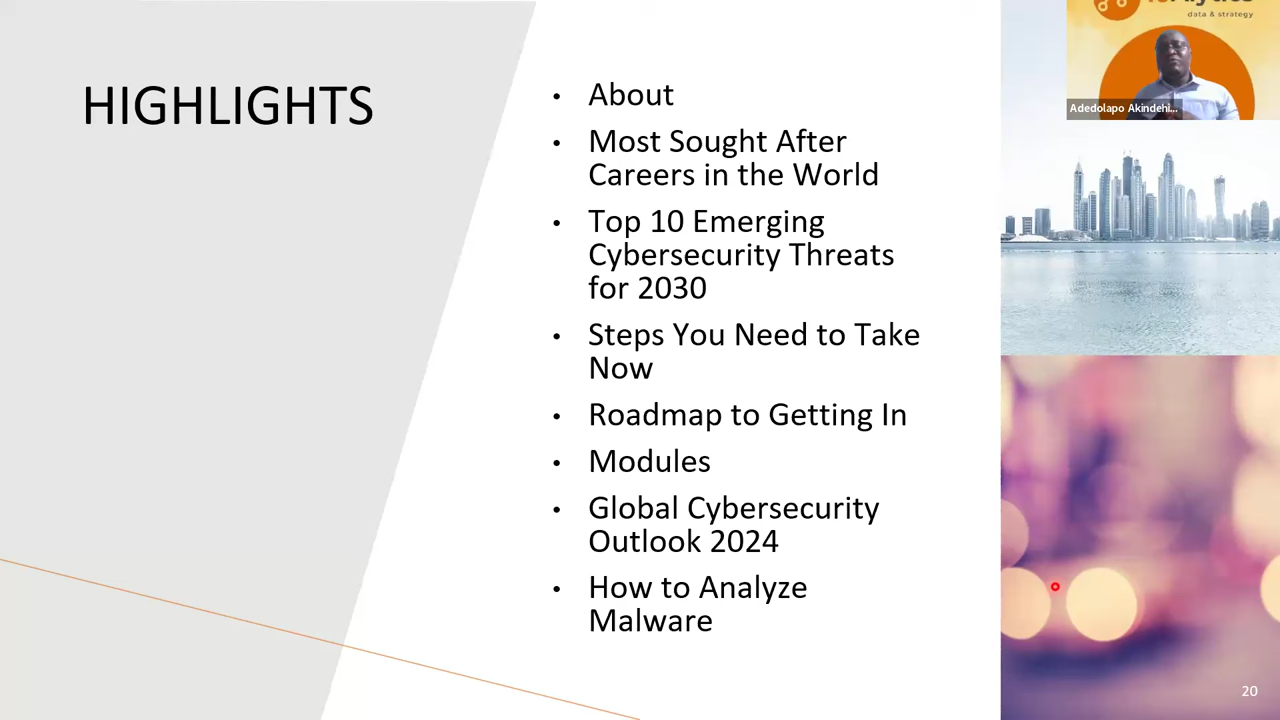 HIGHLIGHTS
• About
• Most Sought After
Careers in the World
• Top 10 Emerging
Cybersecurity Threats
for 2030
• Steps You Need to Take
Now
• Roadmap to Getting In
• Modules
• Global Cybersecurity
Outlook 2024
• How to Analyze
Malware
data & strategy
Adedolapo Akindehi...
20